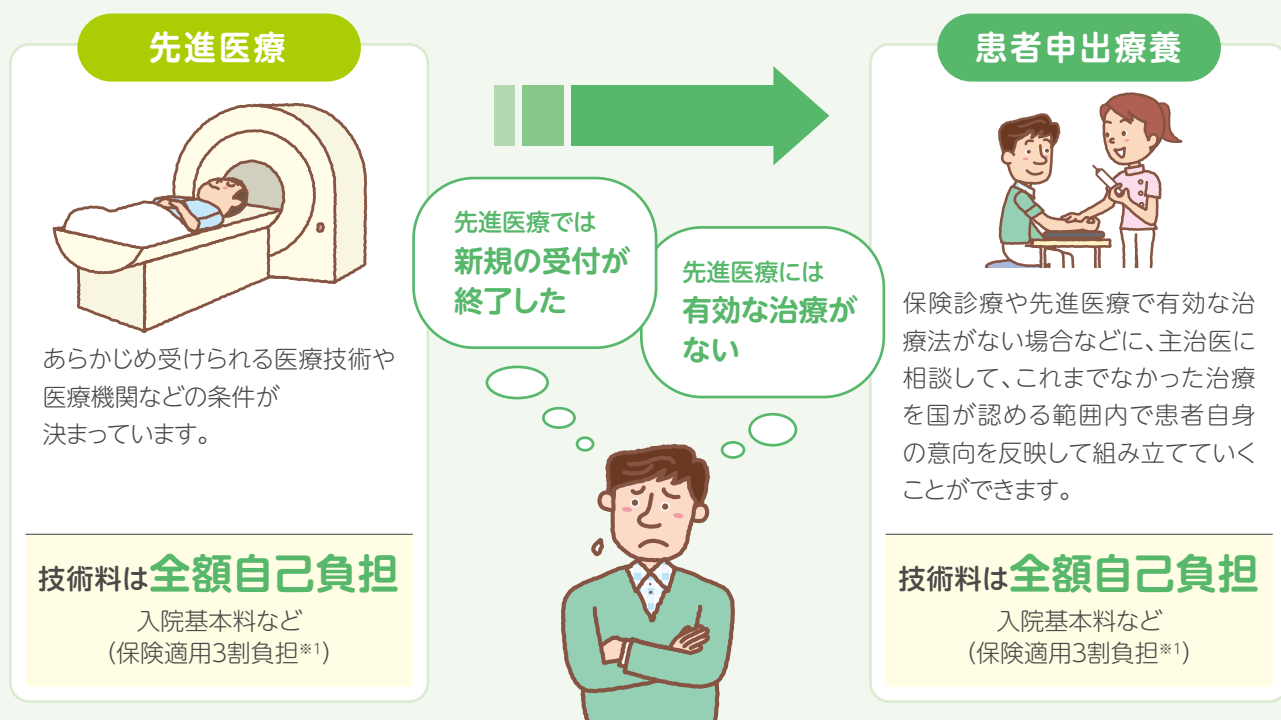 先進医療
あらかじめ受けられる医療技術や
医療機関などの条件が
決まっています。
技術料は全額自己負担
入院基本料など
(保険適用3割負担※1)
先進医療では
新規の受付が
終了した
先進医療には
有効な治療が
ない
患者申出療養
保険診療や先進医療で有効な治
療法がない場合などに、主治医に
相談して、これまでなかった治療
を国が認める範囲内で患者自身
の意向を反映して組み立てていく
ことができます。
技術料は全額自己負担
入院基本料など
(保険適用3割負担※1)